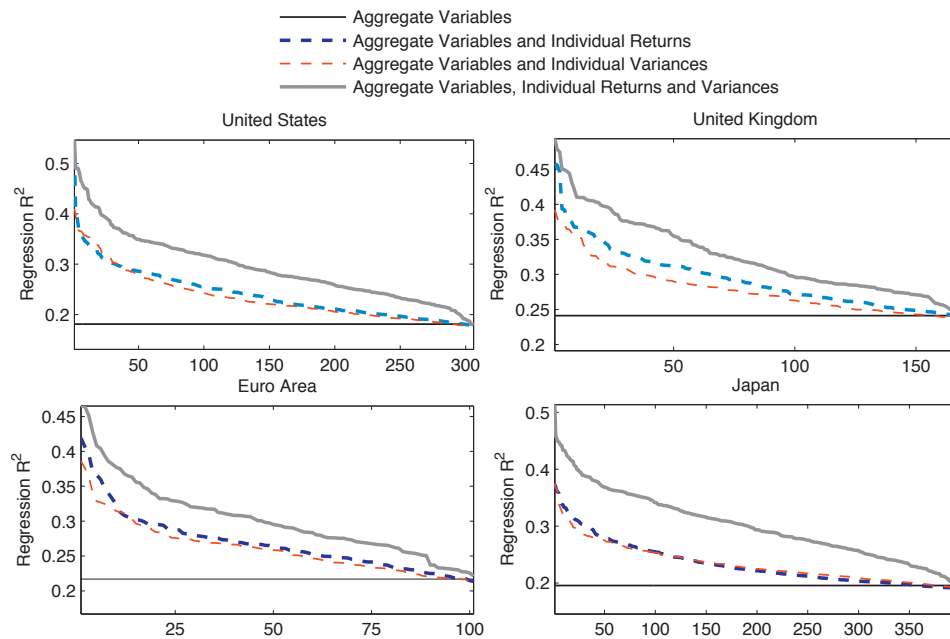 Aggregate Variables
Aggregate Variables and Individual Returns
Aggregate Variables and Individual Variances
Aggregate Variables, Individual Returns and Variances
United States
Regression R²
0.5
0.4
0.3
0.2
50 100 150 200 250 300
United Kingdom
Regression R²
0.45
0.4
0.35
0.3
0.25
0.2
50 100 150
Euro Area
Regression R²
0.45
0.4
0.35
0.3
0.25
0.2
25 50 75 100
Japan
Regression R²
0.5
0.4
0.3
0.2
50 100 150 200 250 300 350